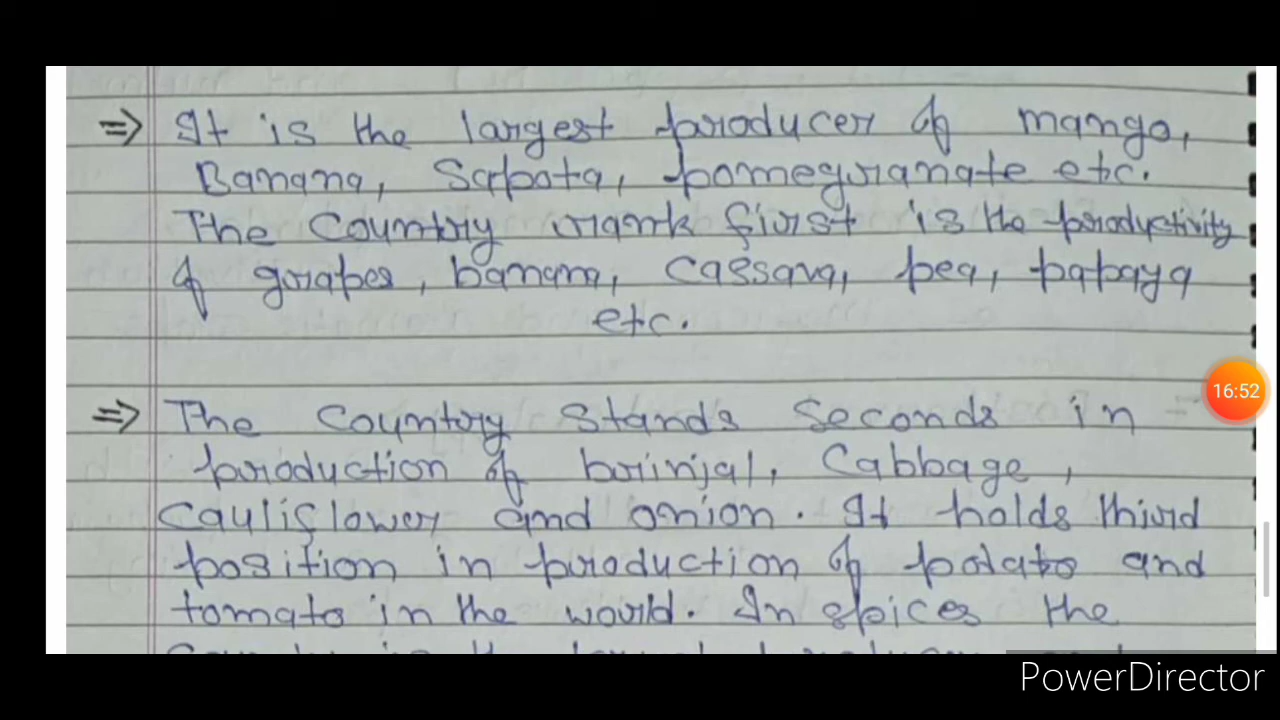 ⇒ It is the largest producer of mango,
Banana, Sapota, pomegranate etc.
The Country rank first is the productivity
of grapes, banana, cassava, pea, papaya
etc.
⇒ The Country stands seconds in
production of brinjal, Cabbage,
Cauliflower and onion. It holds third
position in production of potato and
tomato in the world. In spices the
16:52
PowerDirector